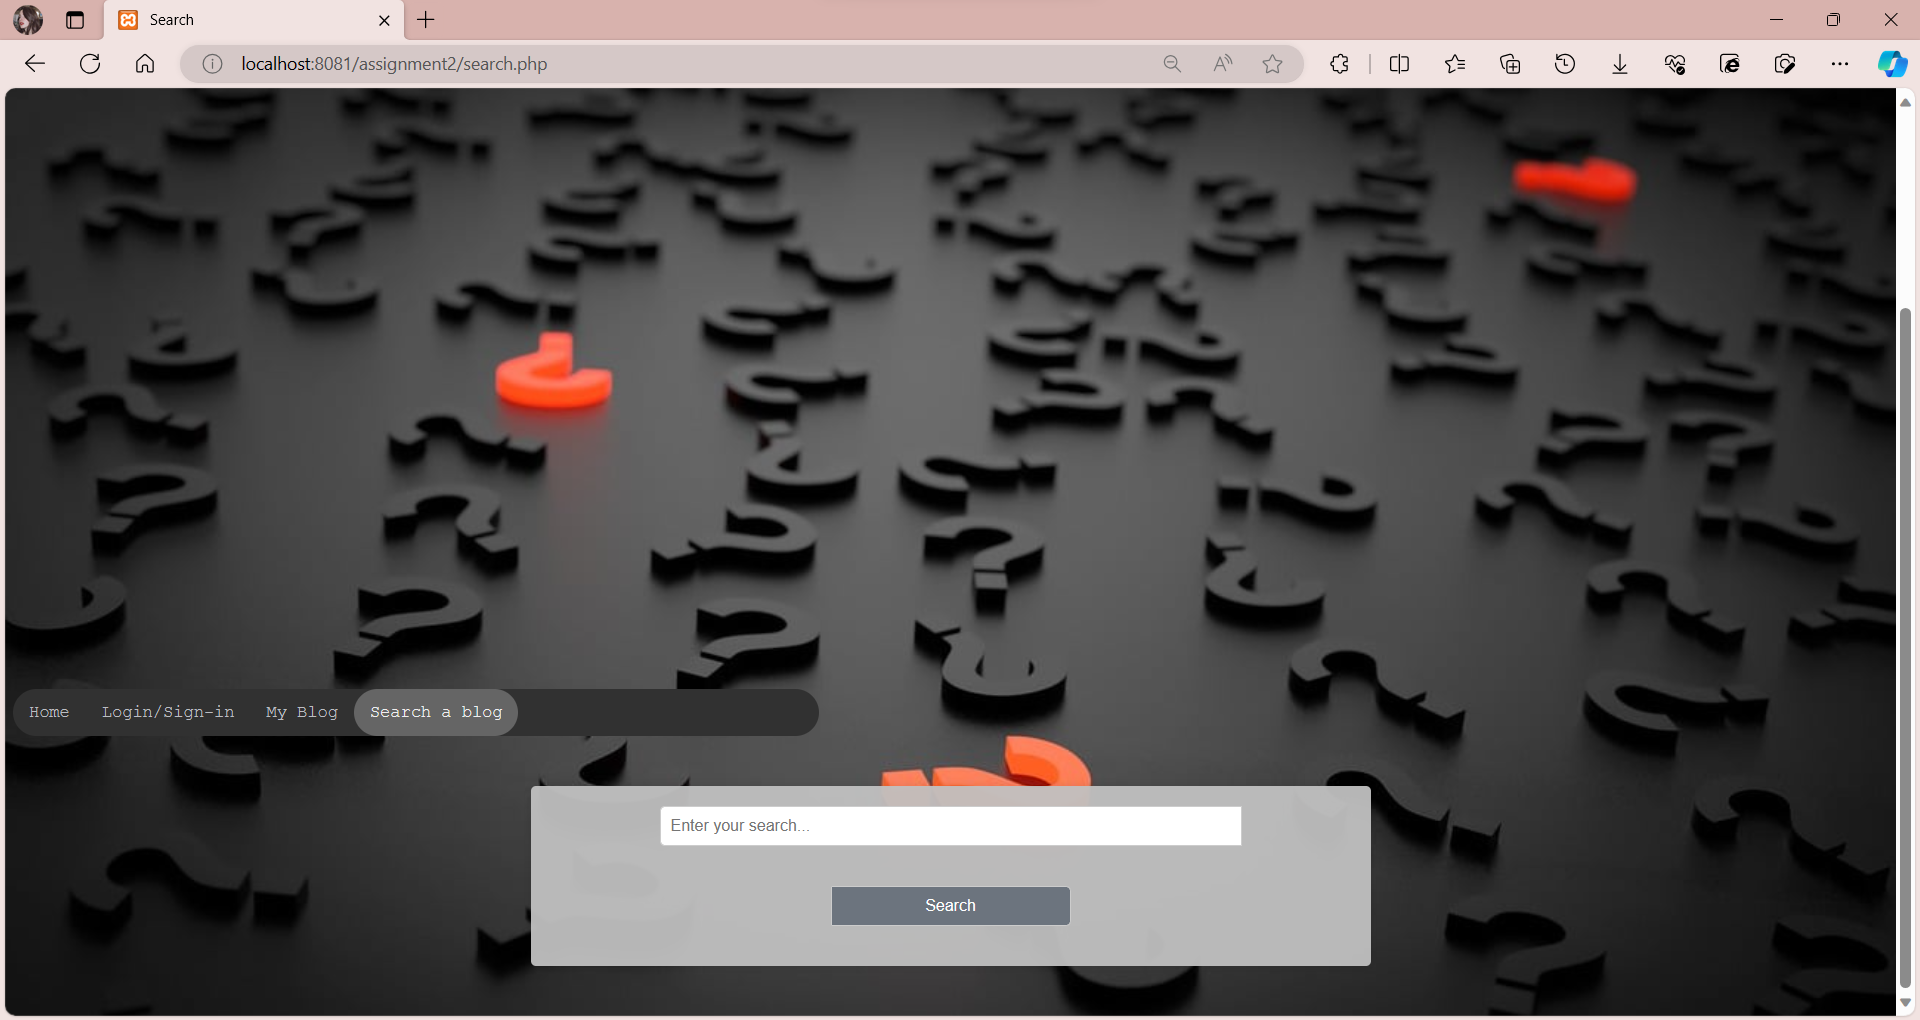 Search
localhost:8081/assignment2/search.php
Home Login/Sign-in My Blog Search a blog
Enter your search...
Search